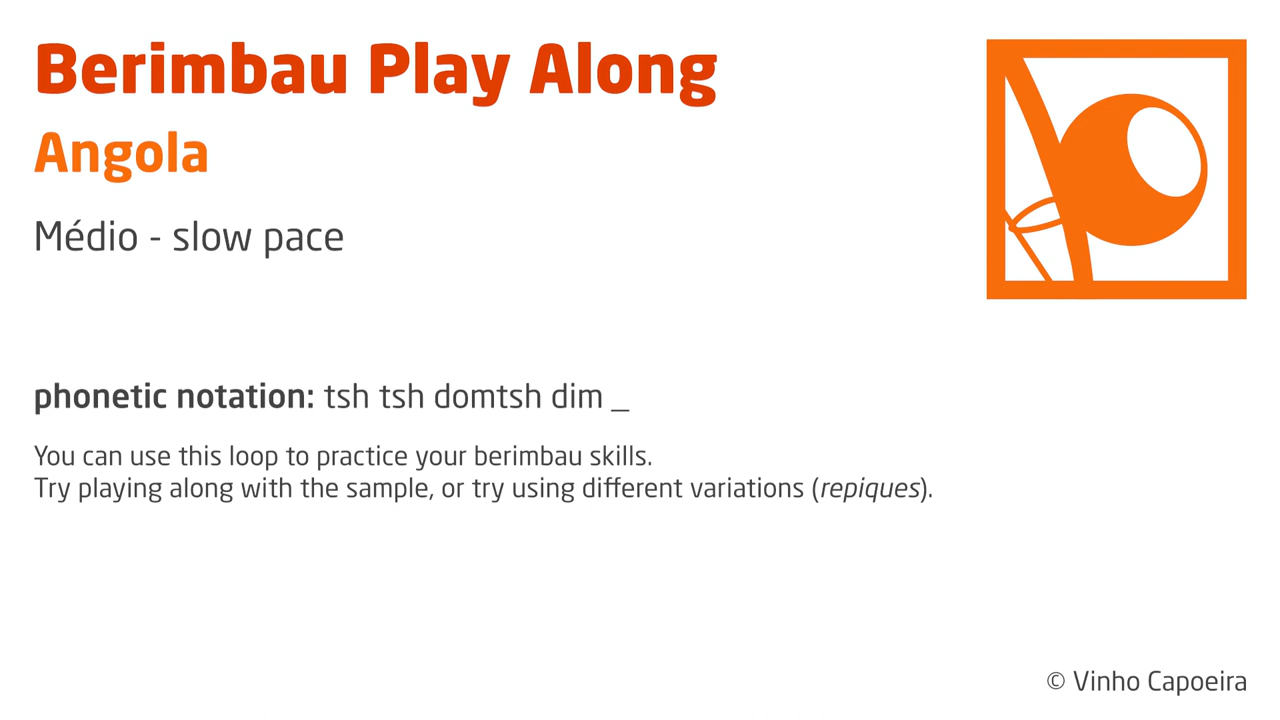 Berimbau Play Along
Angola
Médio - slow pace
phonetic notation: tsh tsh domtsh dim _
You can use this loop to practice your berimbau skills.
Try playing along with the sample, or try using different variations (repiques).
© Vinho Capoeira